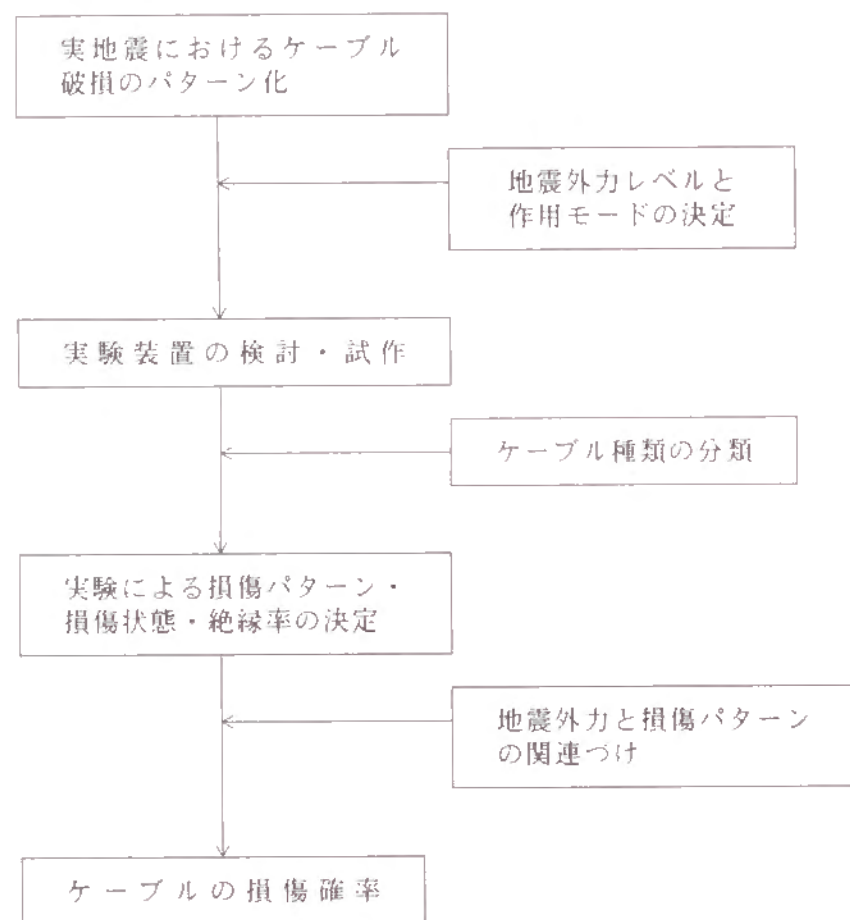 実地震におけるケーブル
破損のパターン化
地震外力レベルと
作用モードの決定
実験装置の検討・試作
ケーブル種類の分類
実験による損傷パターン・
損傷状態・絶縁率の決定
地震外力と損傷パターン
の関連づけ
ケーブルの損傷確率